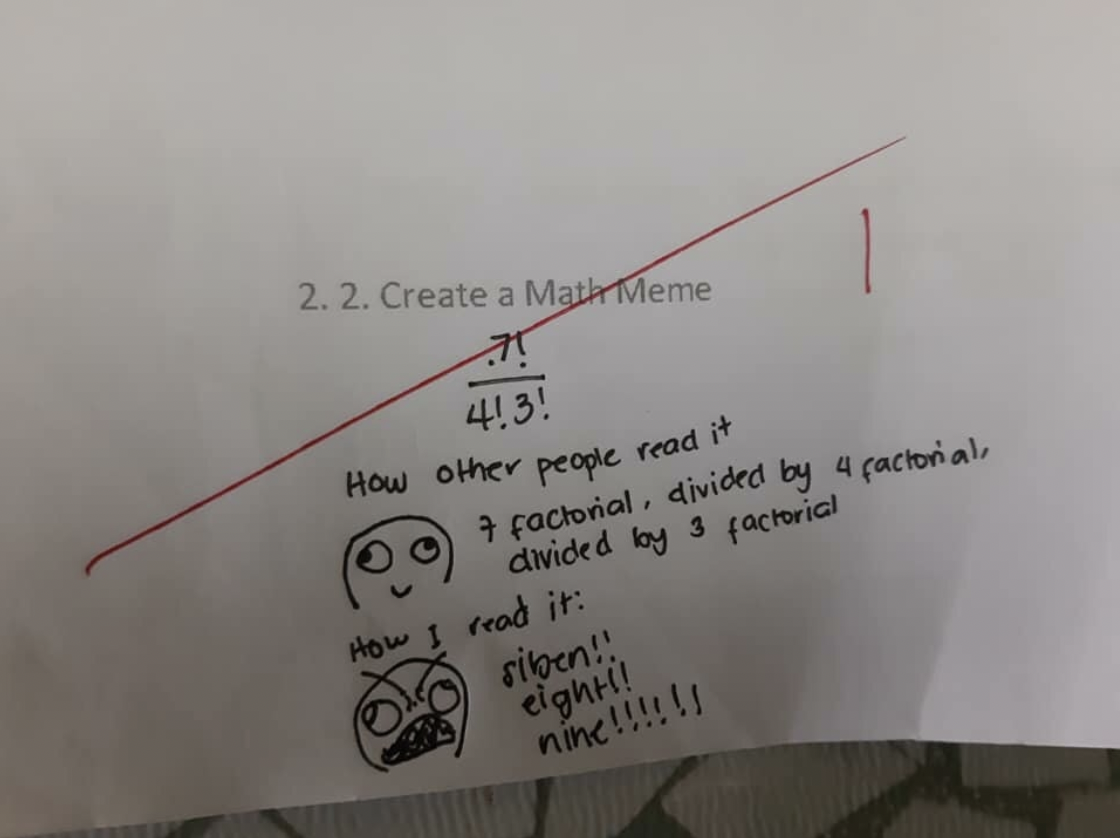 2. 2. Create a Math Meme
1
.7!
4!3!
How other people read it
7 factorial, divided by 4 factorial,
divided by 3 factorial
How I read it:
siben!!
eight!!
nine!!!!!!